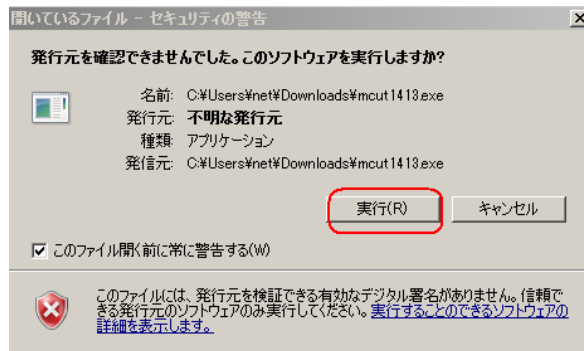 開いているファイル - セキュリティの警告
発行元を確認できませんでした。このソフトウェアを実行しますか?
名前: C:¥Users¥net¥Downloads¥mcut1413.exe
発行元: 不明な発行元
種類: アプリケーション
発信元: C:¥Users¥net¥Downloads¥mcut1413.exe
実行(R) キャンセル
このファイル開く前に常に警告する(W)
このファイルには、発行元を検証できる有効なデジタル署名がありません。信頼で
きる発行元のソフトウェアのみ実行してください。実行することのできるソフトウェアの
詳細を表示します。